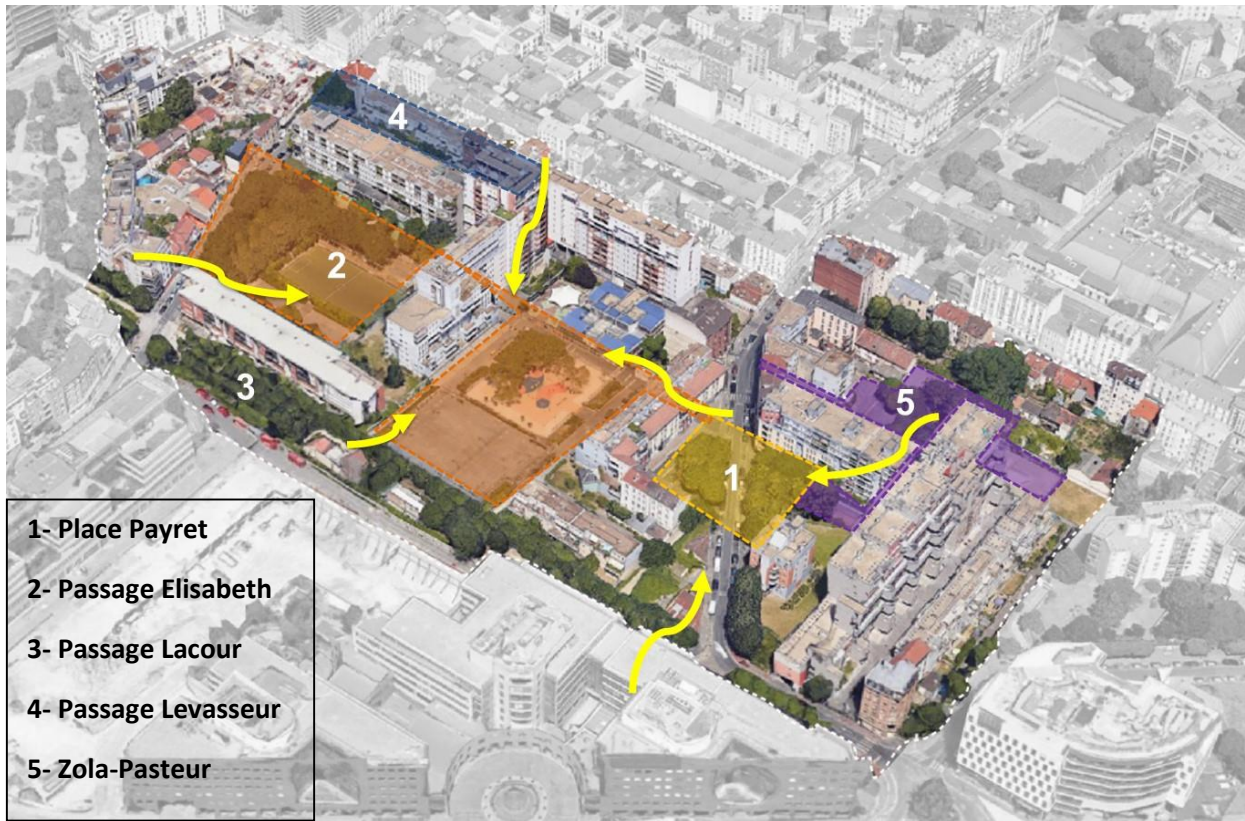 4
2
3
5
1
1- Place Payret
2- Passage Elisabeth
3- Passage Lacour
4- Passage Levasseur
5- Zola-Pasteur